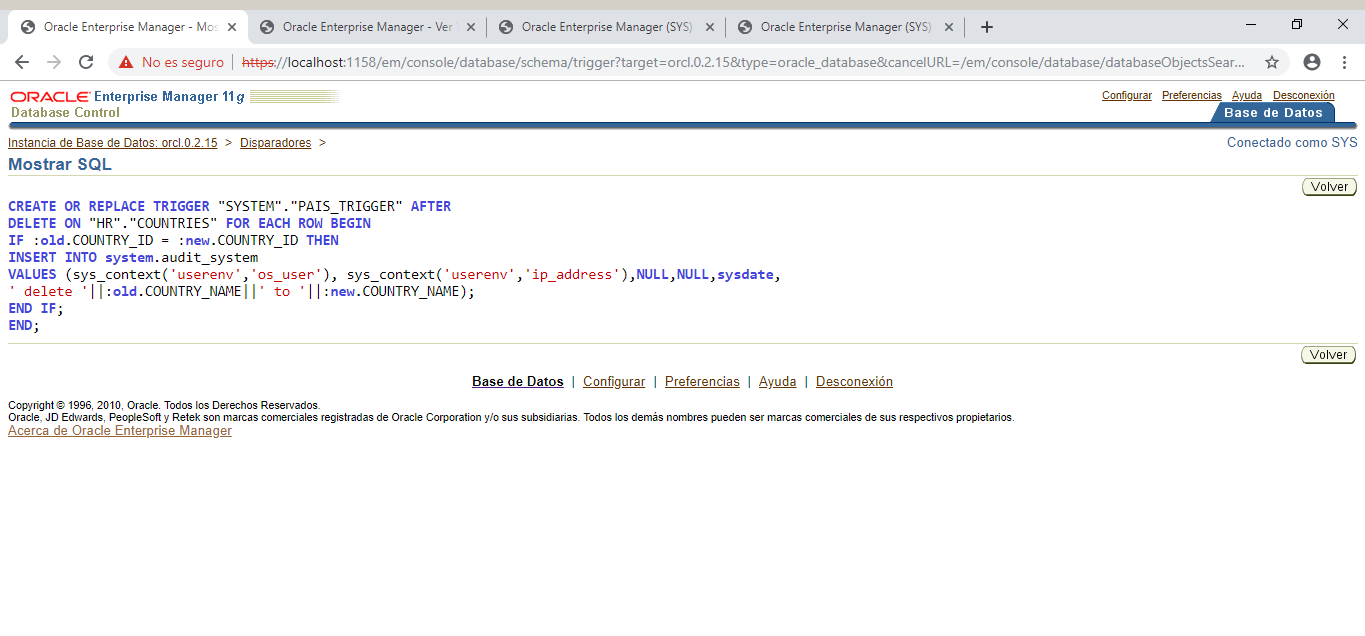 Oracle Enterprise Manager - Mos
Oracle Enterprise Manager - Ver
Oracle Enterprise Manager (SYS)
Oracle Enterprise Manager (SYS)
No es seguro
https://localhost:1158/em/console/database/schema/trigger?target=orcl.0.2.15&type=oracle_database&cancelURL=/em/console/database/databaseObjectsSear...
ORACLE Enterprise Manager 11g
Database Control
Configurar Preferencias Ayuda Desconexión
Base de Datos
Instancia de Base de Datos: orcl.0.2.15 > Disparadores >
Conectado como SYS
Mostrar SQL
Volver
CREATE OR REPLACE TRIGGER "SYSTEM"."PAIS_TRIGGER" AFTER
DELETE ON "HR"."COUNTRIES" FOR EACH ROW BEGIN
IF :old.COUNTRY_ID = :new.COUNTRY_ID THEN
INSERT INTO system.audit_system
VALUES (sys_context('userenv','os_user'), sys_context('userenv','ip_address'),NULL,NULL,sysdate,
' delete '||:old.COUNTRY_NAME||' to '||:new.COUNTRY_NAME);
END IF;
END;
Volver
Base de Datos | Configurar | Preferencias | Ayuda | Desconexión
Copyright © 1996, 2010, Oracle. Todos los Derechos Reservados.
Oracle, JD Edwards, PeopleSoft y Retek son marcas comerciales registradas de Oracle Corporation y/o sus subsidiarias. Todos los demás nombres pueden ser marcas comerciales de sus respectivos propietarios.
Acerca de Oracle Enterprise Manager